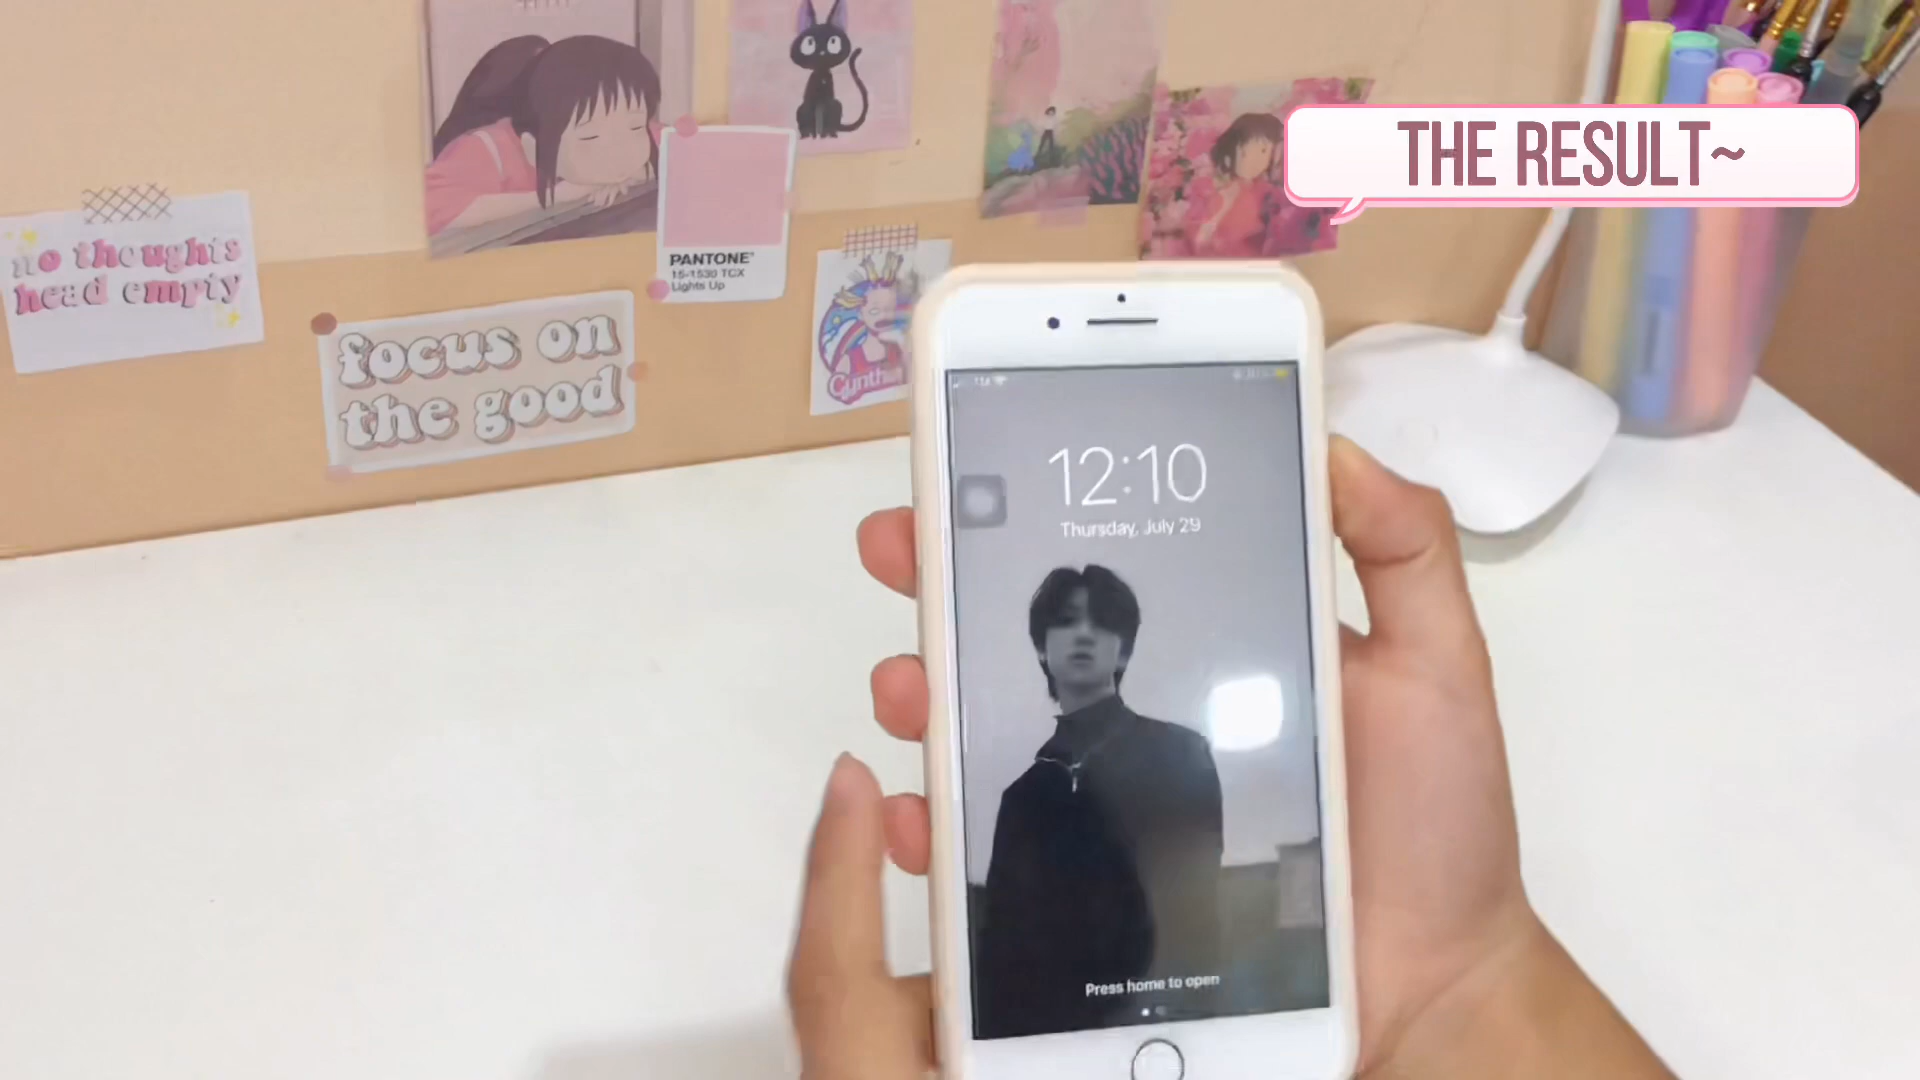 THE RESULT~
no thoughts
head empty
PANTONE®
15-1530 TCX
Lights Up
focus on
the good
Cynthia
12:10
Thursday, July 29
Press home to open